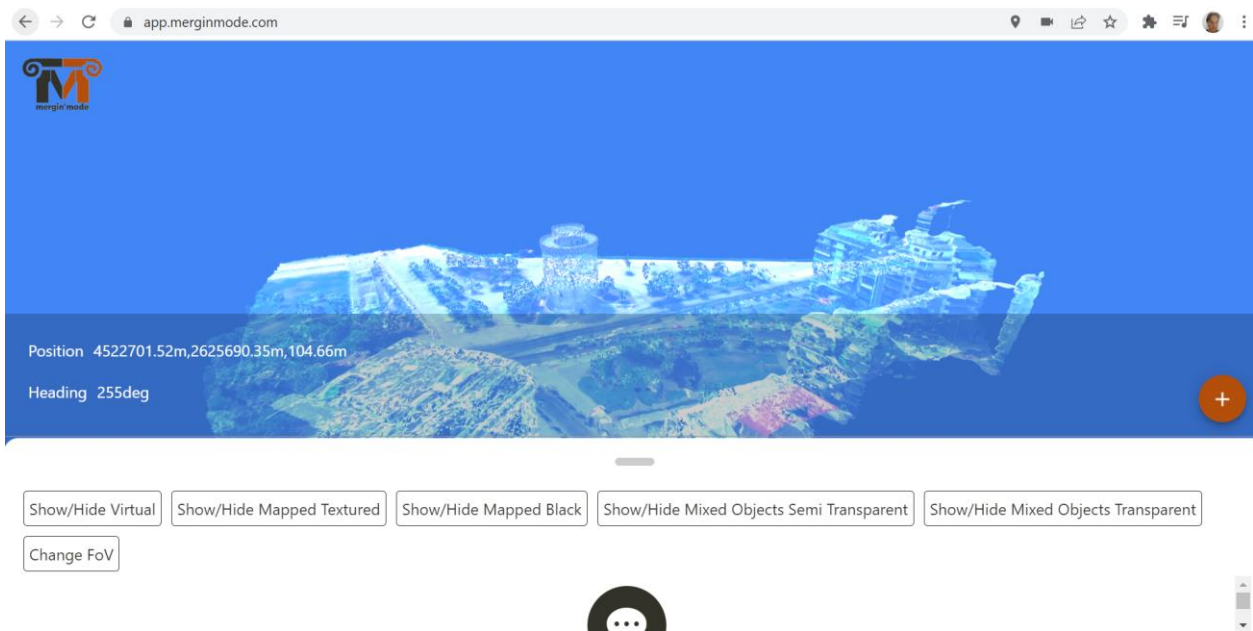 app.merginmode.com
mergin'mode
Position 4522701.52m,2625690.35m,104.66m
Heading 255deg
Show/Hide Virtual Show/Hide Mapped Textured Show/Hide Mapped Black Show/Hide Mixed Objects Semi Transparent Show/Hide Mixed Objects Transparent
Change FoV